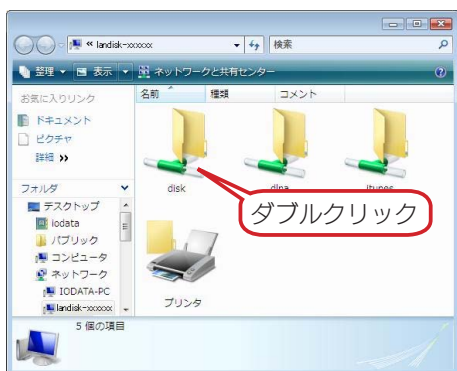 « landisk-xxxxxx
検索
整理 表示 ネットワークと共有センター
お気に入りリンク
ドキュメント
ピクチャ
詳細 »
フォルダ
デスクトップ
iodata
パブリック
コンピュータ
ネットワーク
IODATA-PC
landisk-xxxxxx
名前 種類 コメント
disk
dlna
itunes
ダブルクリック
プリンタ
5 個の項目